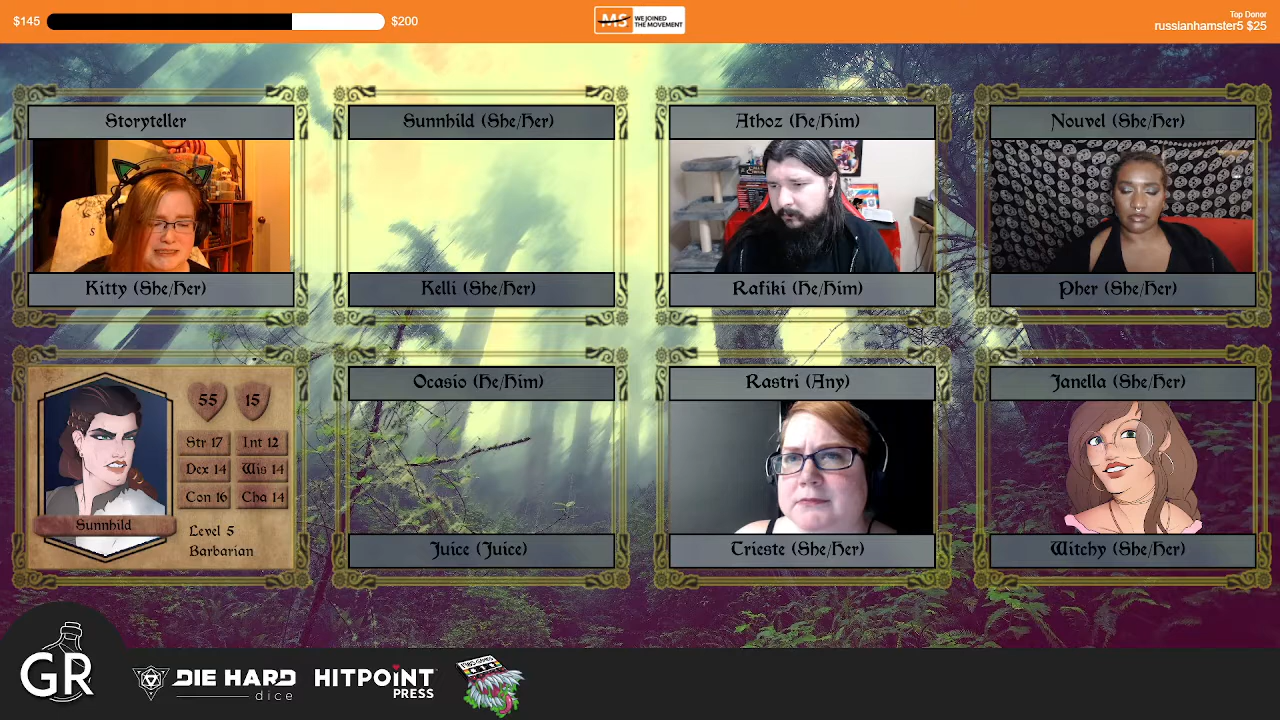 $145
$200
MS
WE JOINED
THE MOVEMENT
Top Donor
russianhamster5 $25
Storyteller
Kitty (She/Her)
Sunnhild (She/Her)
Kelli (She/Her)
Athoz (He/Him)
Rafiki (He/Him)
Nouvel (She/Her)
Pher (She/Her)
55
15
Str 17
Int 12
Dex 14
Wis 14
Con 16
Cha 14
Sunnhild
Level 5
Barbarian
Ocasio (He/Him)
Juice (Juice)
Rastri (Any)
Trieste (She/Her)
Janella (She/Her)
Witchy (She/Her)
GR
DIE HARD
dice
HITPOINT
PRESS